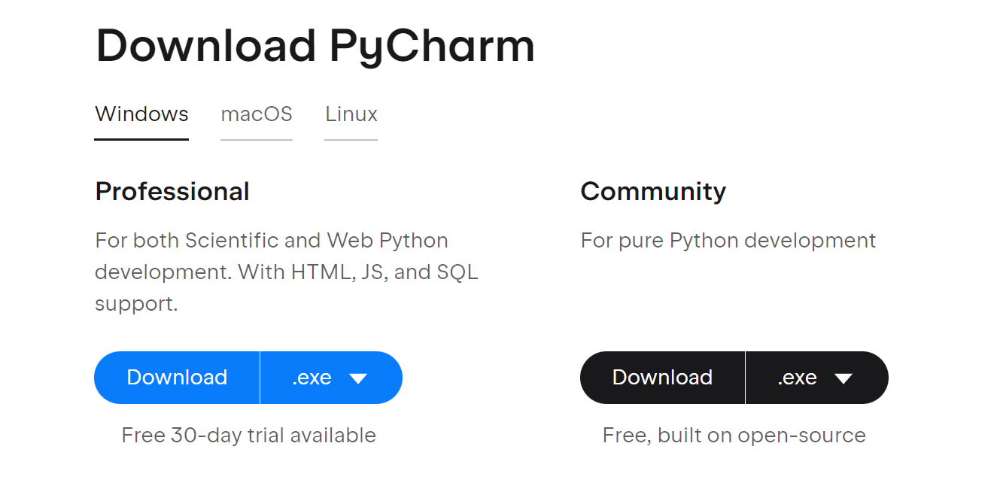 Download PyCharm
Windows macOS Linux
Professional
For both Scientific and Web Python
development. With HTML, JS, and SQL
support.
Download .exe
Free 30-day trial available
Community
For pure Python development
Download .exe
Free, built on open-source